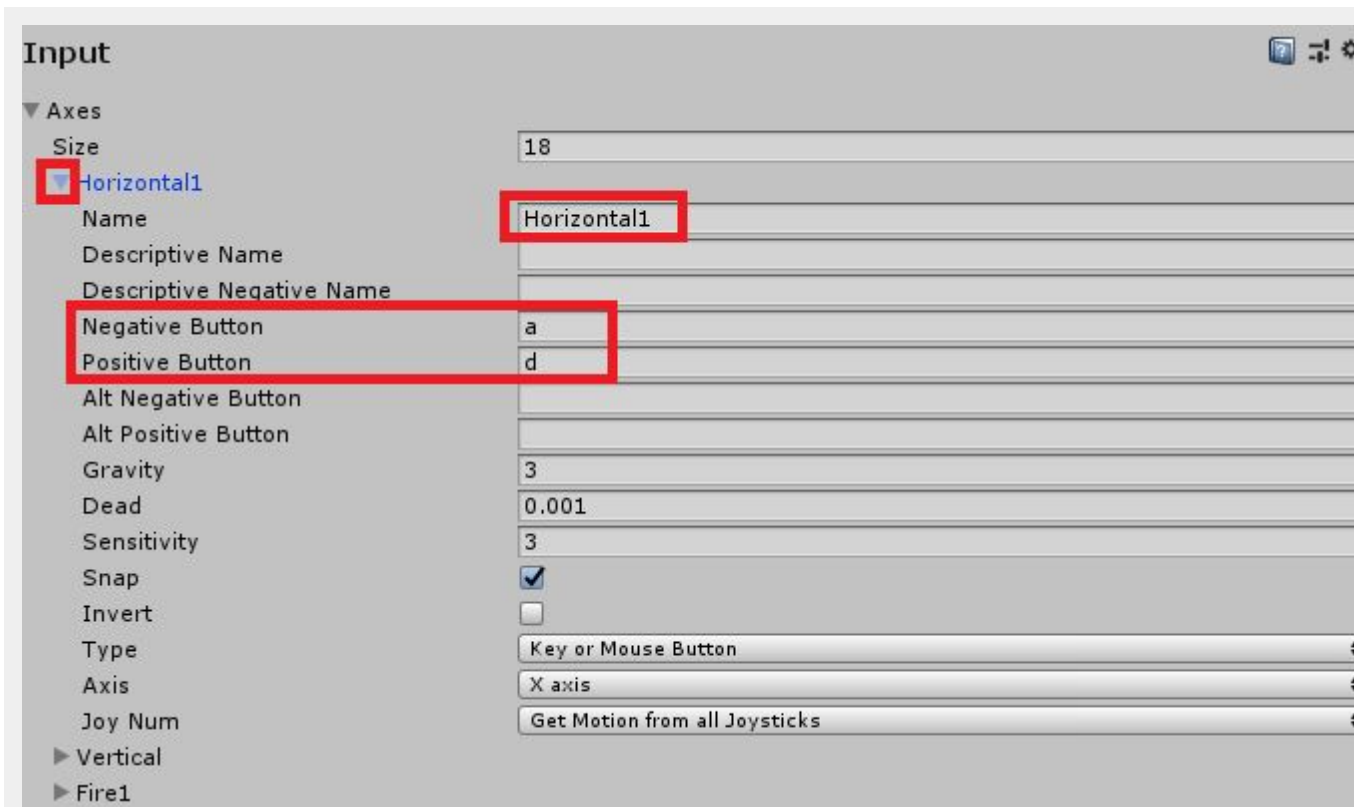 Input
Axes
Size 18
Horizontal1
Name Horizontal1
Descriptive Name
Descriptive Negative Name
Negative Button a
Positive Button d
Alt Negative Button
Alt Positive Button
Gravity 3
Dead 0.001
Sensitivity 3
Snap
Invert
Type Key or Mouse Button
Axis X axis
Joy Num Get Motion from all Joysticks
Vertical
Fire1